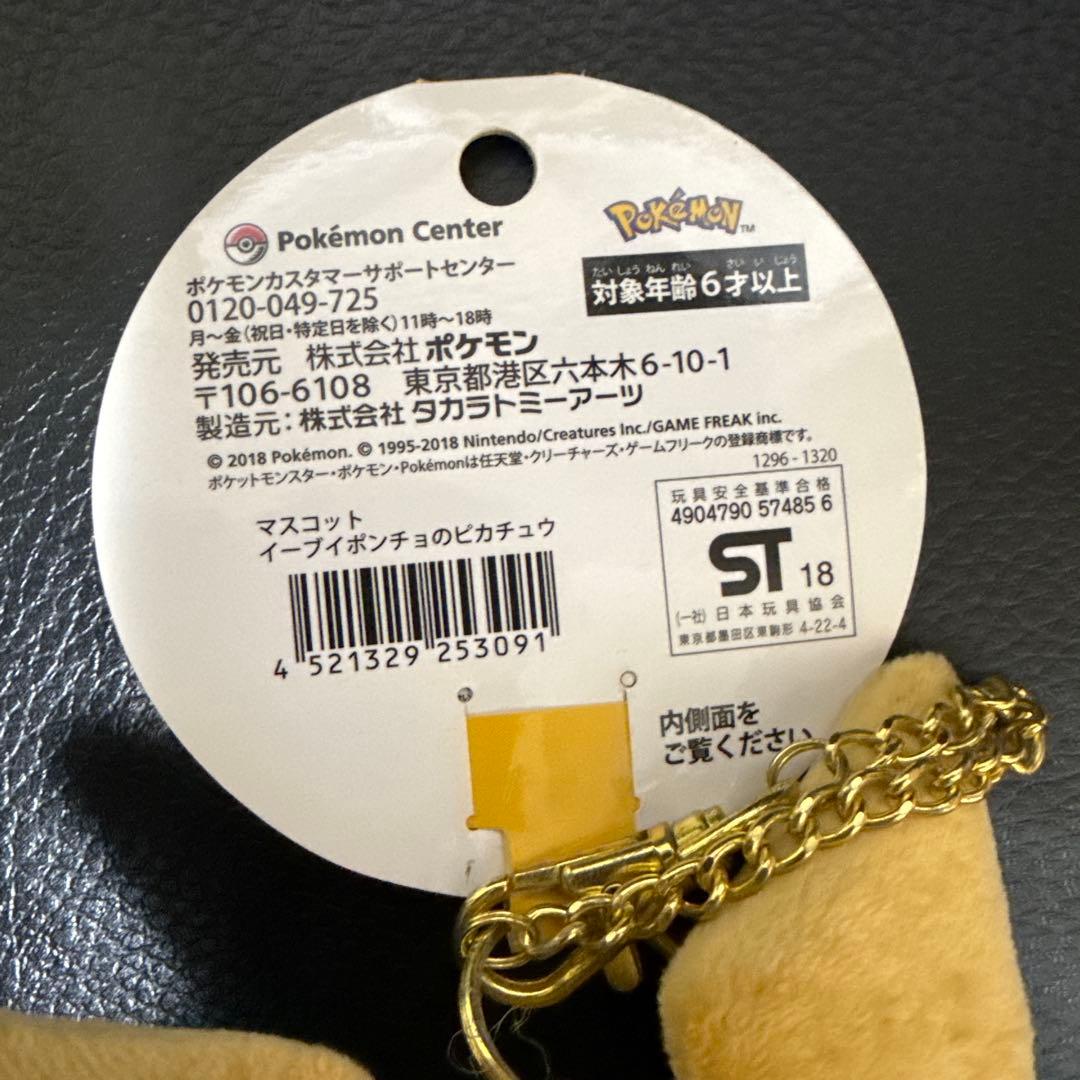 Pokémon Center
ポケモンカスタマーサポートセンター
0120-049-725
月〜金(祝日・特定日を除く)11時〜18時
発売元 株式会社 ポケモン
〒106-6108 東京都港区六本木6-10-1
製造元：株式会社 タカラトミーアーツ
© 2018 Pokémon. © 1995-2018 Nintendo/Creatures Inc./GAME FREAK inc.
ポケットモンスター・ポケモン・Pokémonは任天堂・クリーチャーズ・ゲームフリークの登録商標です。
1296-1320
POKéMON TM
たいしょうねんれい さいいじょう
対象年齢6才以上
マスコット
イーブイポンチョのピカチュウ
4 521329 253091
玩具安全基準合格
4904790 57485 6
ST 18
(一社)日本玩具協会
東京都墨田区東駒形 4-22-4
内側面を
ご覧ください